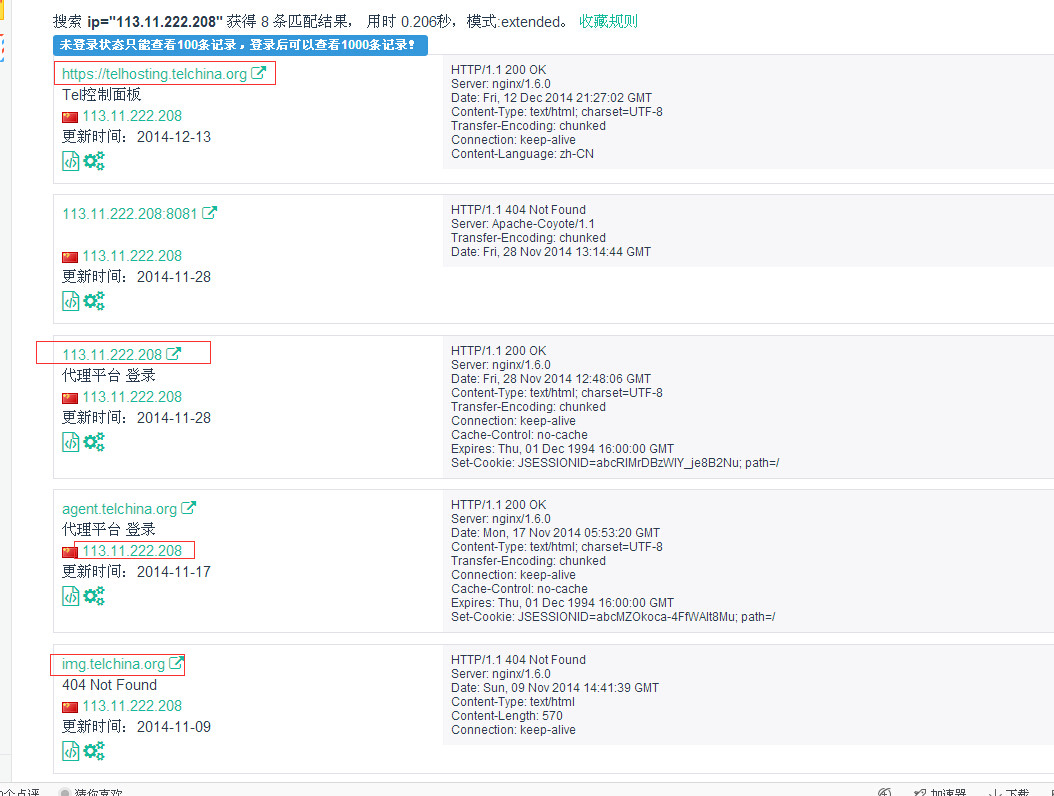 搜索 ip="113.11.222.208" 获得 8 条匹配结果， 用时 0.206秒，模式:extended。 收藏规则
未登录状态只能查看100条记录，登录后可以查看1000条记录！
https://telhosting.telchina.org
Tel控制面板
113.11.222.208
更新时间： 2014-12-13
HTTP/1.1 200 OK
Server: nginx/1.6.0
Date: Fri, 12 Dec 2014 21:27:02 GMT
Content-Type: text/html; charset=UTF-8
Transfer-Encoding: chunked
Connection: keep-alive
Content-Language: zh-CN
113.11.222.208:8081
113.11.222.208
更新时间： 2014-11-28
HTTP/1.1 404 Not Found
Server: Apache-Coyote/1.1
Transfer-Encoding: chunked
Date: Fri, 28 Nov 2014 13:14:44 GMT
113.11.222.208
代理平台 登录
113.11.222.208
更新时间： 2014-11-28
HTTP/1.1 200 OK
Server: nginx/1.6.0
Date: Fri, 28 Nov 2014 12:48:06 GMT
Content-Type: text/html; charset=UTF-8
Transfer-Encoding: chunked
Connection: keep-alive
Cache-Control: no-cache
Expires: Thu, 01 Dec 1994 16:00:00 GMT
Set-Cookie: JSESSIONID=abcRIMrDBzWIY_je8B2Nu; path=/
agent.telchina.org
代理平台 登录
113.11.222.208
更新时间： 2014-11-17
HTTP/1.1 200 OK
Server: nginx/1.6.0
Date: Mon, 17 Nov 2014 05:53:20 GMT
Content-Type: text/html; charset=UTF-8
Transfer-Encoding: chunked
Connection: keep-alive
Cache-Control: no-cache
Expires: Thu, 01 Dec 1994 16:00:00 GMT
Set-Cookie: JSESSIONID=abcMZOkoca-4FfWAlt8Mu; path=/
img.telchina.org
404 Not Found
113.11.222.208
更新时间： 2014-11-09
HTTP/1.1 404 Not Found
Server: nginx/1.6.0
Date: Sun, 09 Nov 2014 14:41:39 GMT
Content-Type: text/html
Content-Length: 570
Connection: keep-alive
个点评 猜你喜欢 加速器 下载